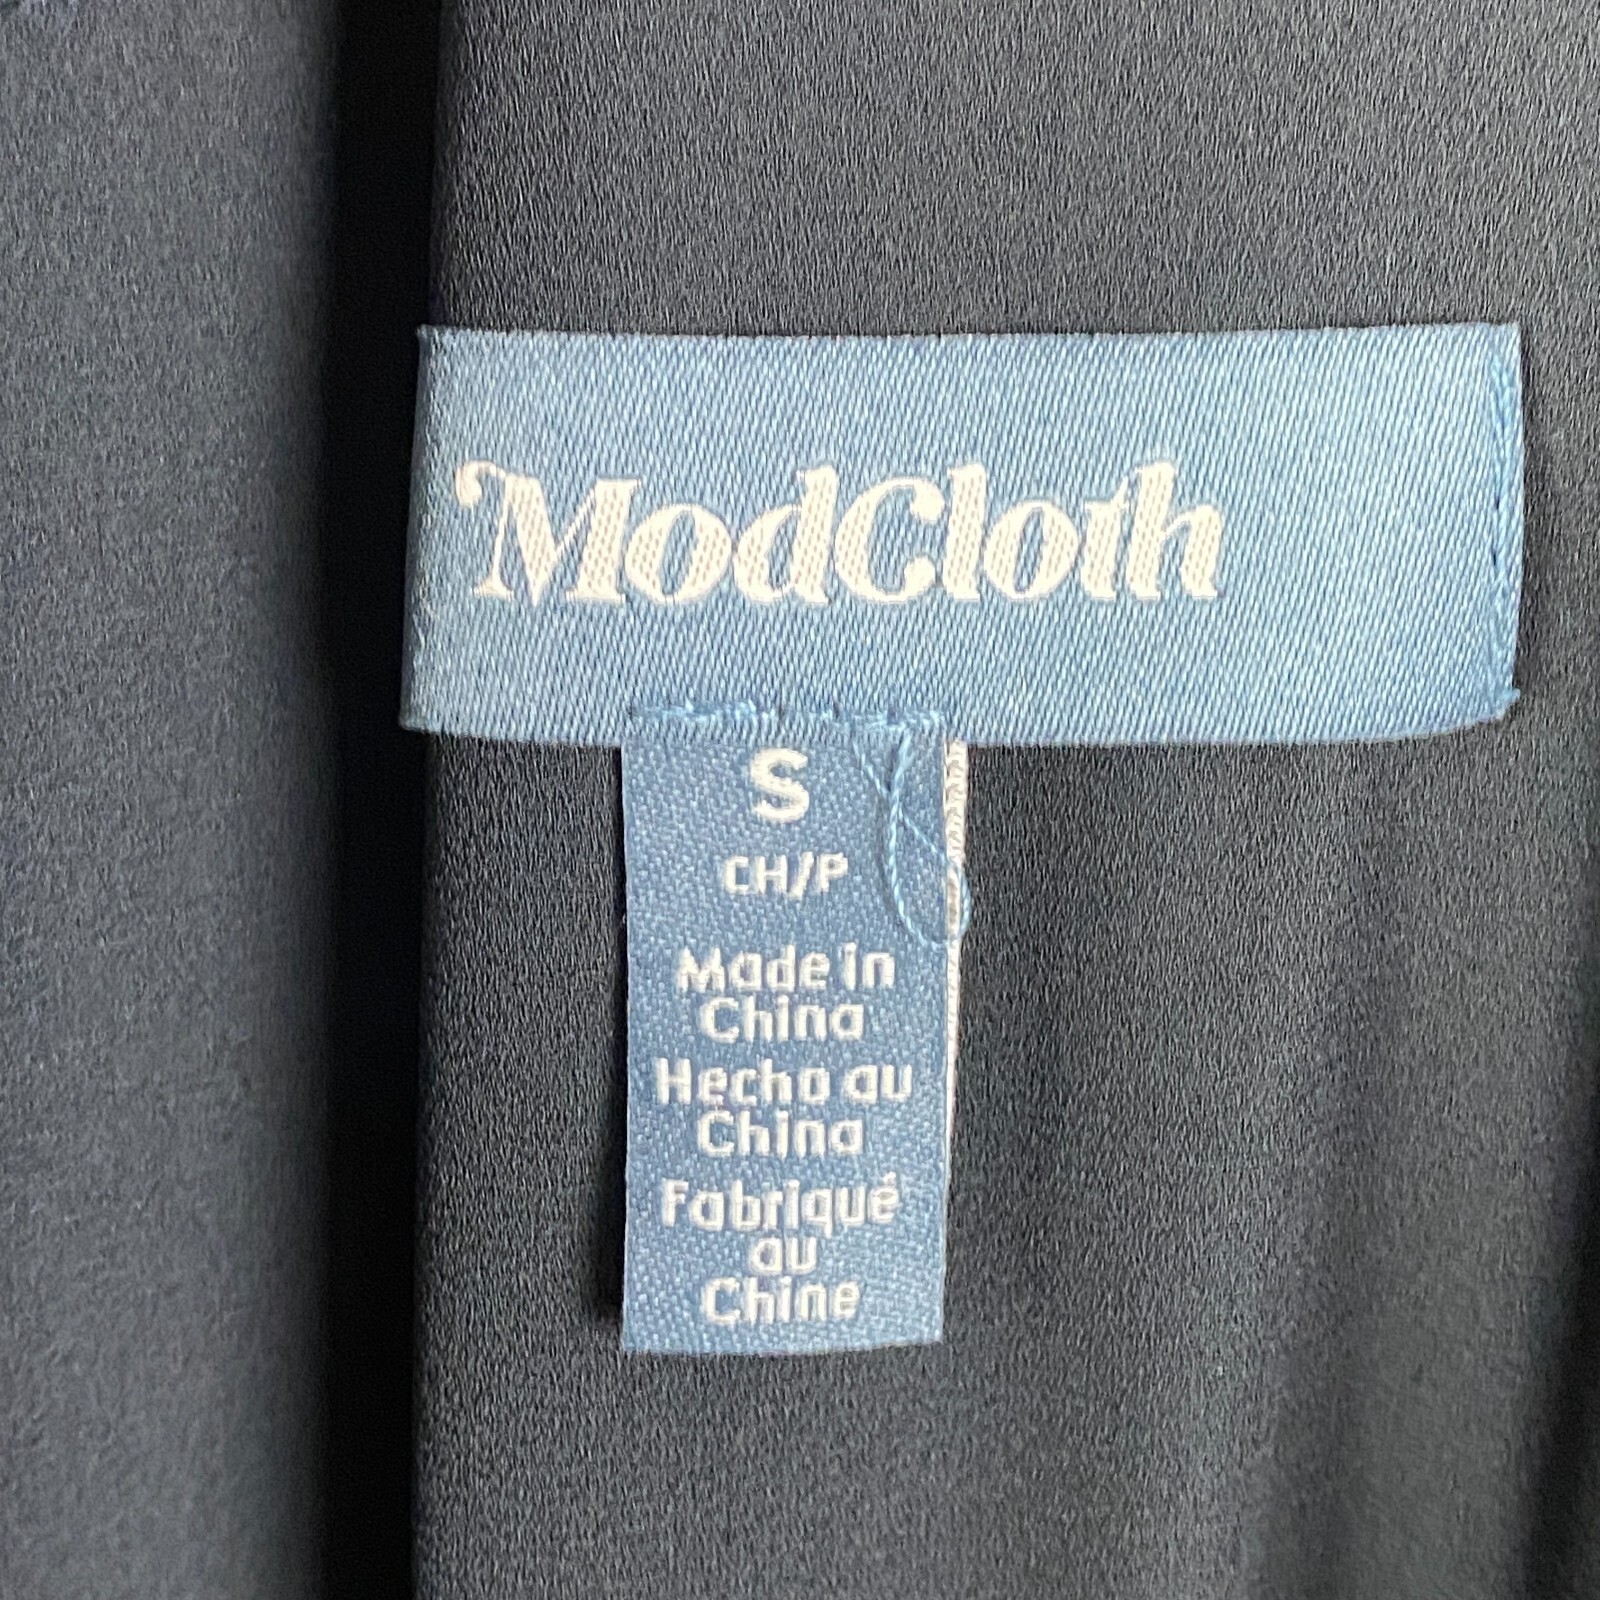 ModCloth
S
CH/P
Made in
China
Hecho au
China
Fabriqué
au
Chine